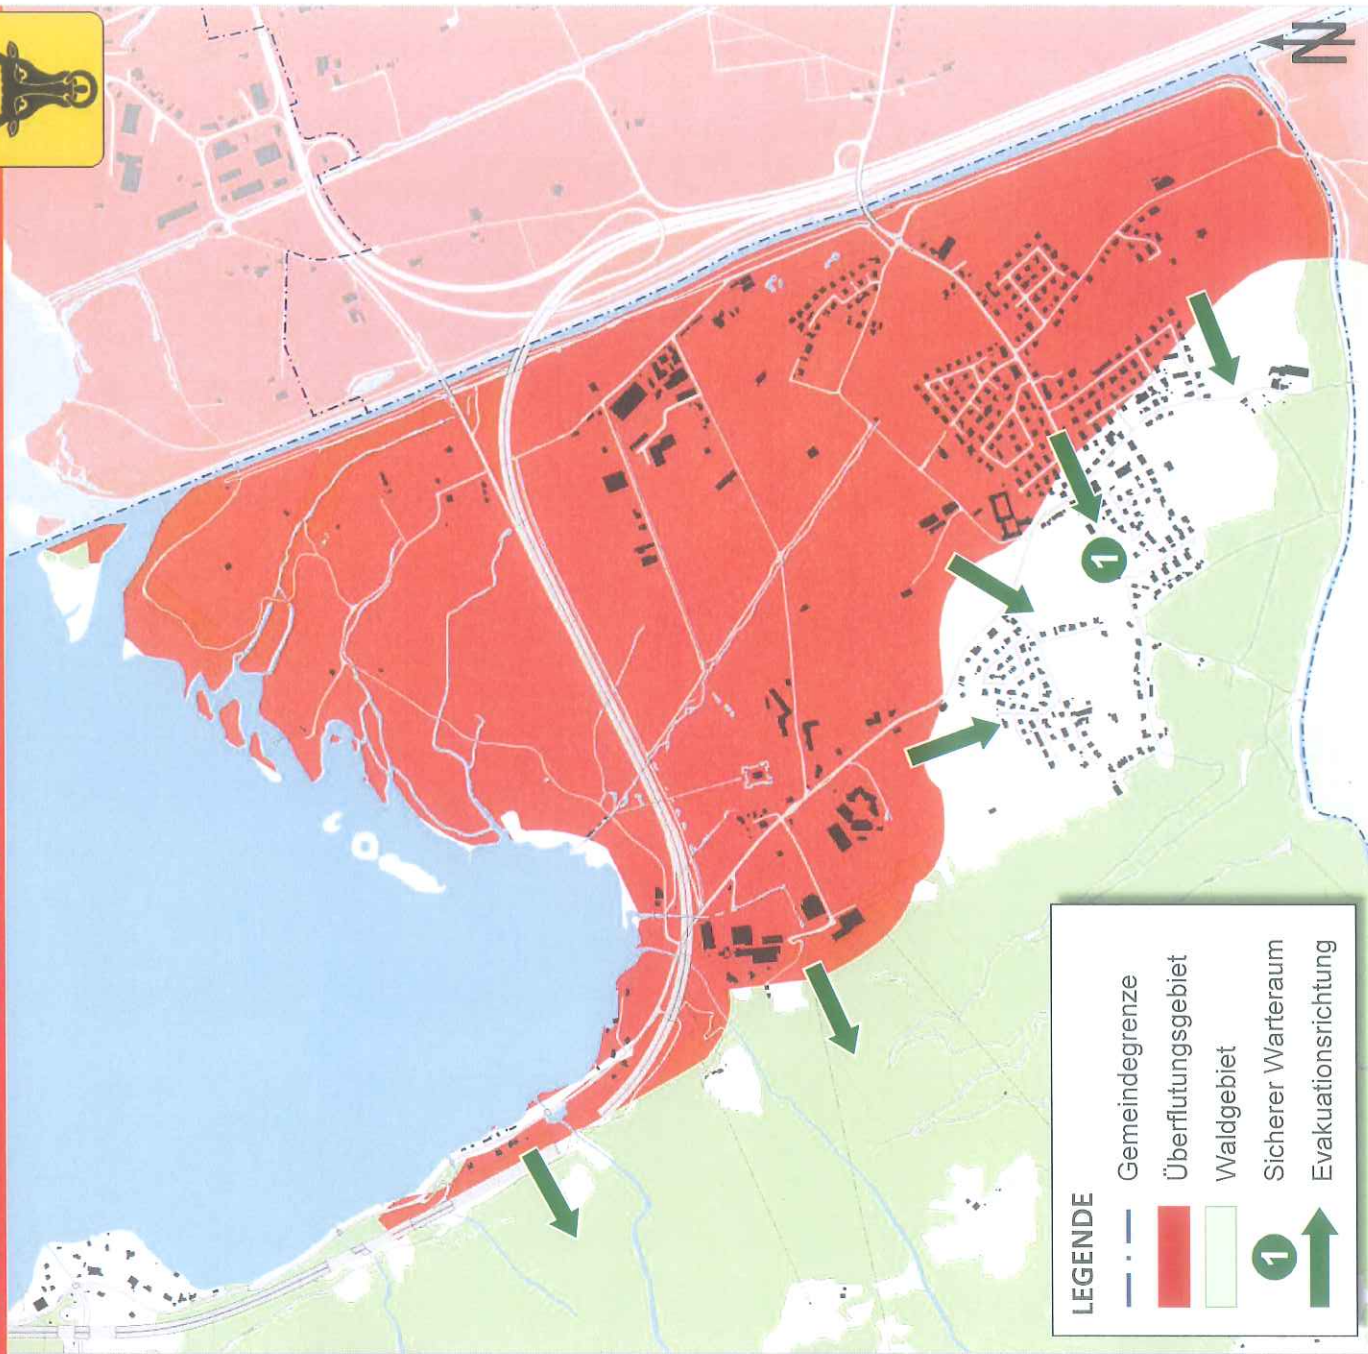 N
1
LEGENDE
Gemeindegrenze
Überflutungsgebiet
Waldgebiet
1 Sicherer Warteraum
Evakuationsrichtung